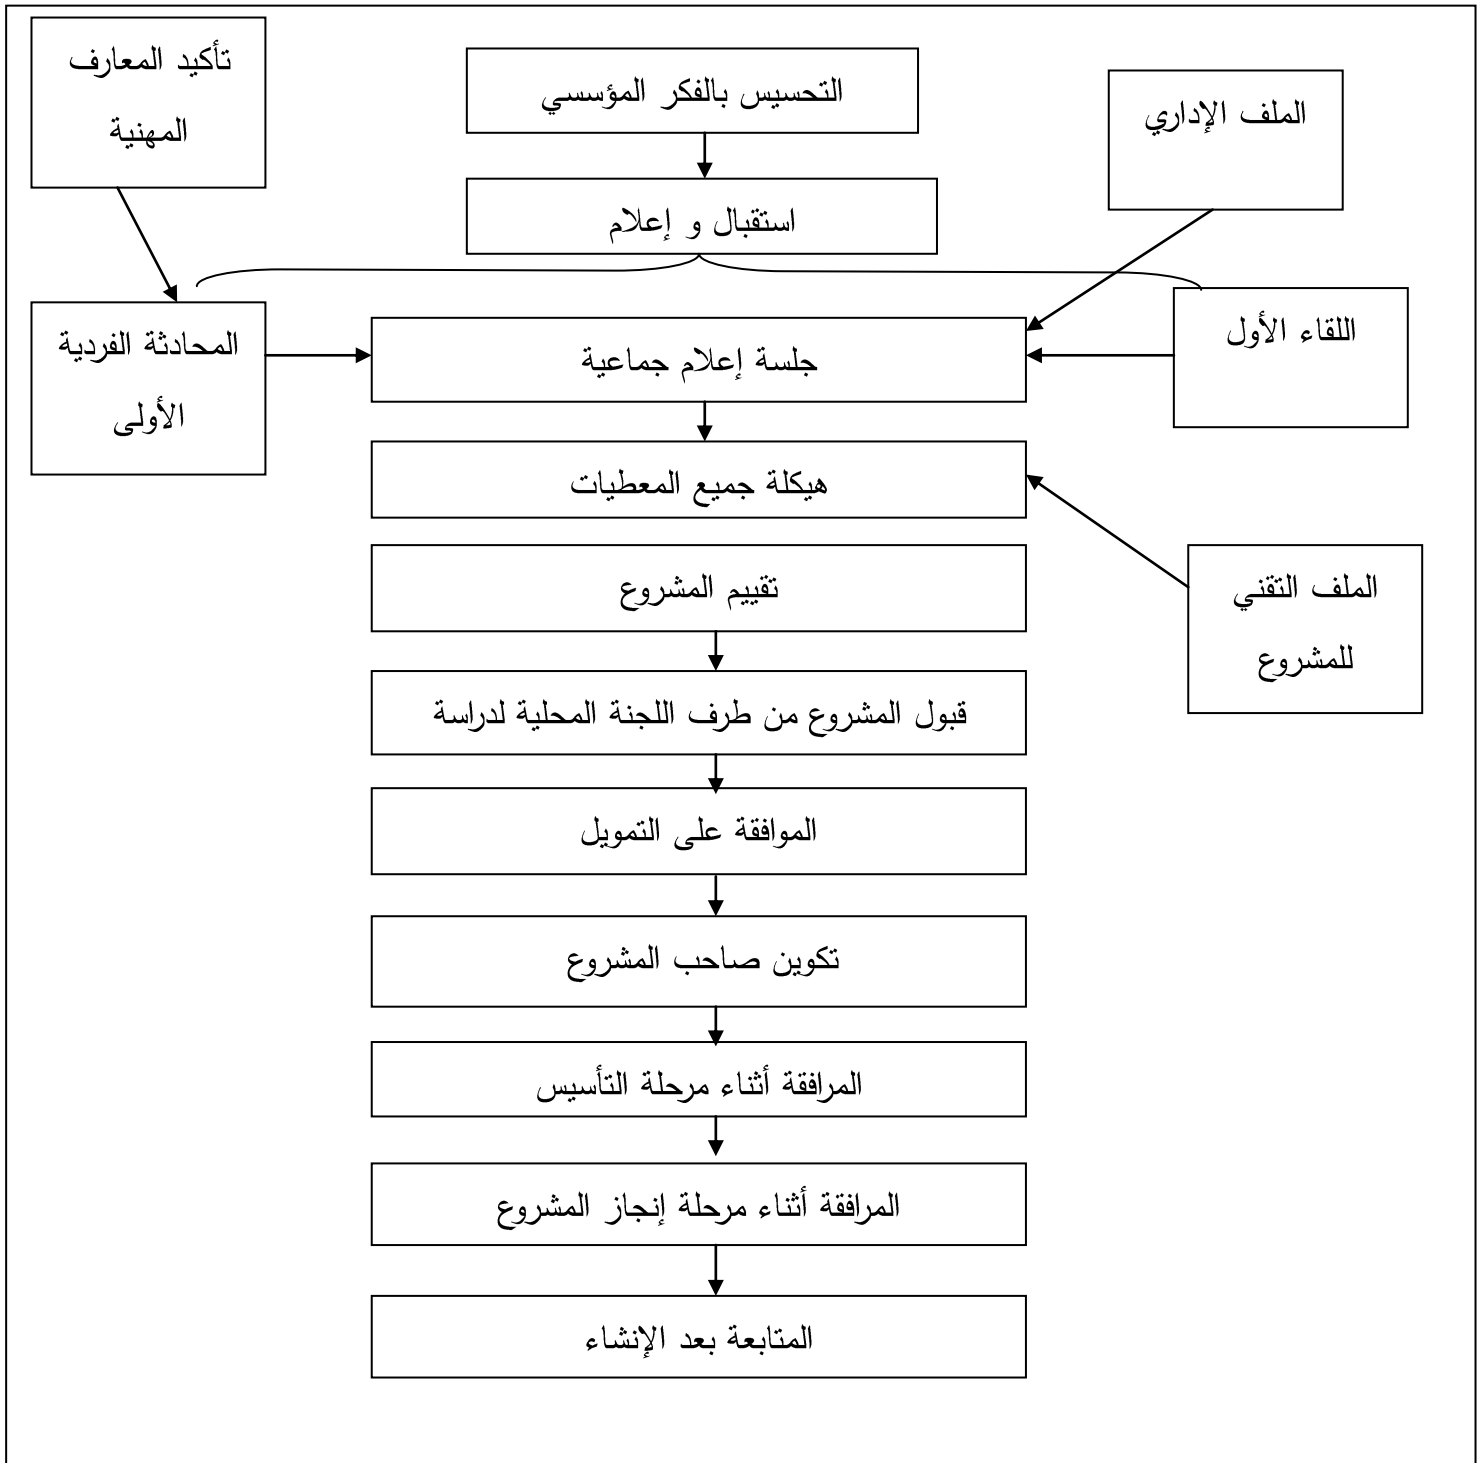 تأكيد المعارف
المهنية
التحسيس بالفكر المؤسسي
الملف الإداري
استقبال و إعلام
المحادثة الفردية
الأولى
جلسة إعلام جماعية
اللقاء الأول
هيكلة جميع المعطيات
تقييم المشروع
الملف التقني
للمشروع
قبول المشروع من طرف اللجنة المحلية لدراسة
الموافقة على التمويل
تكوين صاحب المشروع
المرافقة أثناء مرحلة التأسيس
المرافقة أثناء مرحلة إنجاز المشروع
المتابعة بعد الإنشاء